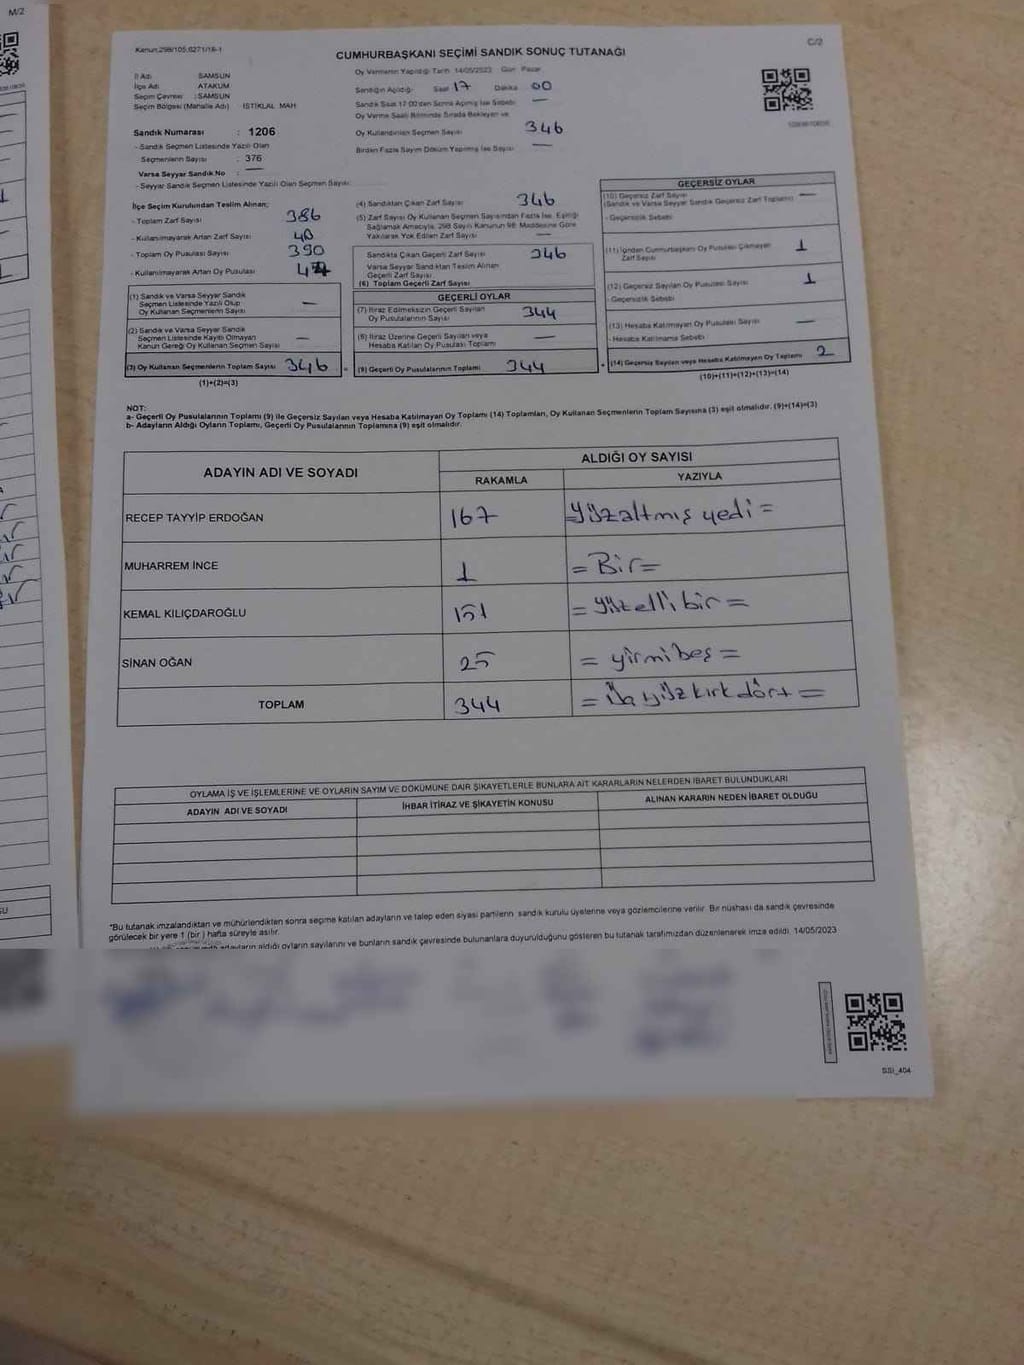 M/2
Kanun:298/105,6271/16-1
C/2
CUMHURBAŞKANI SEÇİMİ SANDIK SONUÇ TUTANAĞI
İl Adı SAMSUN
İlçe Adı ATAKUM
Seçim Çevresi : SAMSUN
Seçim Bölgesi (Mahalle Adı) İSTİKLAL MAH
Sandık Numarası : 1206
- Sandık Seçmen Listesinde Yazılı Olan
Seçmenlerin Sayısı : 376
Varsa Seyyar Sandık No : —
- Seyyar Sandık Seçmen Listesinde Yazılı Olan Seçmen Sayısı
Oy Vermenin Yapıldığı Tarih 14/05/2023 Gün Pazar
Sandığın Açıldığı Saat 17 Dakika 00
Sandık Saat 17:00'den Sonra Açılmış İse Sebebi —
Oy Verme Saati Bitiminde Sırada Bekleyen ve
Oy Kullandırılan Seçmen Sayısı 346
Birden Fazla Sayım Döküm Yapılmış İse Sayısı —
İlçe Seçim Kurulundan Teslim Alınan;
- Toplam Zarf Sayısı 386
- Kullanılmayarak Artan Zarf Sayısı 40
- Toplam Oy Pusulası Sayısı 390
- Kullanılmayarak Artan Oy Pusulası
(1) Sandık ve Varsa Seyyar Sandık
Seçmen Listesinde Yazılı Olup
Oy Kullanan Seçmenlerin Sayısı —
(2) Sandık ve Varsa Seyyar Sandık
Seçmen Listesinde Kaydı Olmayan
Kanun Gereği Oy Kullanan Seçmen Sayısı —
(3) Oy Kullanan Seçmenlerin Toplam Sayısı 346
(1)+(2)=(3)
(4) Sandıktan Çıkan Zarf Sayısı 346
(5) Zarf Sayısı Oy Kullanan Seçmen Sayısından Fazla İse, Eşitliği
Sağlamak Amacıyla, 298 Sayılı Kanunun 98. Maddesine Göre
Yakılarak Yok Edilen Zarf Sayısı —
Sandıkta Çıkan Geçerli Zarf Sayısı 346
Varsa Seyyar Sandıktan Teslim Alınan
Geçerli Zarf Sayısı
(6) Toplam Geçerli Zarf Sayısı
GEÇERLİ OYLAR
(7) İtiraz Edilmeksizin Geçerli Sayılan
Oy Pusulalarının Sayısı 344
(8) İtiraz Üzerine Geçerli Sayılan veya
Hesaba Katılan Oy Pusulası Toplamı —
(9) Geçerli Oy Pusulalarının Toplamı 344
GEÇERSİZ OYLAR
(10) Geçersiz Zarf Sayısı —
(Sandık ve Varsa Seyyar Sandık Geçersiz Zarf Toplamı)
- Geçersizlik Sebebi
(11) İçinden Cumhurbaşkanı Oy Pusulası Çıkmayan
Zarf Sayısı 1
(12) Geçersiz Sayılan Oy Pusulası Sayısı 1
- Geçersizlik Sebebi
(13) Hesaba Katılmayan Oy Pusulası Sayısı —
- Hesaba Katılmama Sebebi
(14) Geçersiz Sayılan veya Hesaba Katılmayan Oy Toplamı 2
(10)+(11)+(12)+(13)=(14)
NOT:
a- Geçerli Oy Pusulalarının Toplamı (9) ile Geçersiz Sayılan veya Hesaba Katılmayan Oy Toplamı (14) Toplamları, Oy Kullanan Seçmenlerin Toplam Sayısına (3) eşit olmalıdır. (9)+(14)=(3)
b- Adayların Aldığı Oyların Toplamı, Geçerli Oy Pusulalarının Toplamına (9) eşit olmalıdır.
ADAYIN ADI VE SOYADI
ALDIĞI OY SAYISI
RAKAMLA YAZIYLA
RECEP TAYYİP ERDOĞAN 167 =Yüzaltmış yedi =
MUHARREM İNCE 1 = Bir =
KEMAL KILIÇDAROĞLU 151 = Yüzelli bir =
SİNAN OĞAN 25 = yirmibeş =
TOPLAM 344 = üçyüz kırk dört =
OYLAMA İŞ VE İŞLEMLERİNE VE OYLARIN SAYIM VE DÖKÜMÜNE DAİR ŞİKAYETLERLE BUNLARA AİT KARARLARIN NELERDEN İBARET BULUNDUKLARI
ADAYIN ADI VE SOYADI İHBAR İTİRAZ VE ŞİKAYETİN KONUSU ALINAN KARARIN NEDEN İBARET OLDUĞU
*Bu tutanak imzalandıktan ve mühürlendikten sonra seçime katılan adayların ve talep eden siyasi partilerin sandık kurulu üyelerine veya gözlemcilerine verilir. Bir nüshası da sandık çevresinde
görülecek bir yere 1 (bir ) hafta süreyle asılır.
adayların aldığı oyların sayılarını ve bunların sandık çevresinde bulunanlara duyurulduğunu gösteren bu tutanak tarafımızdan düzenlenerek imza edildi. 14/05/2023
SSI_404